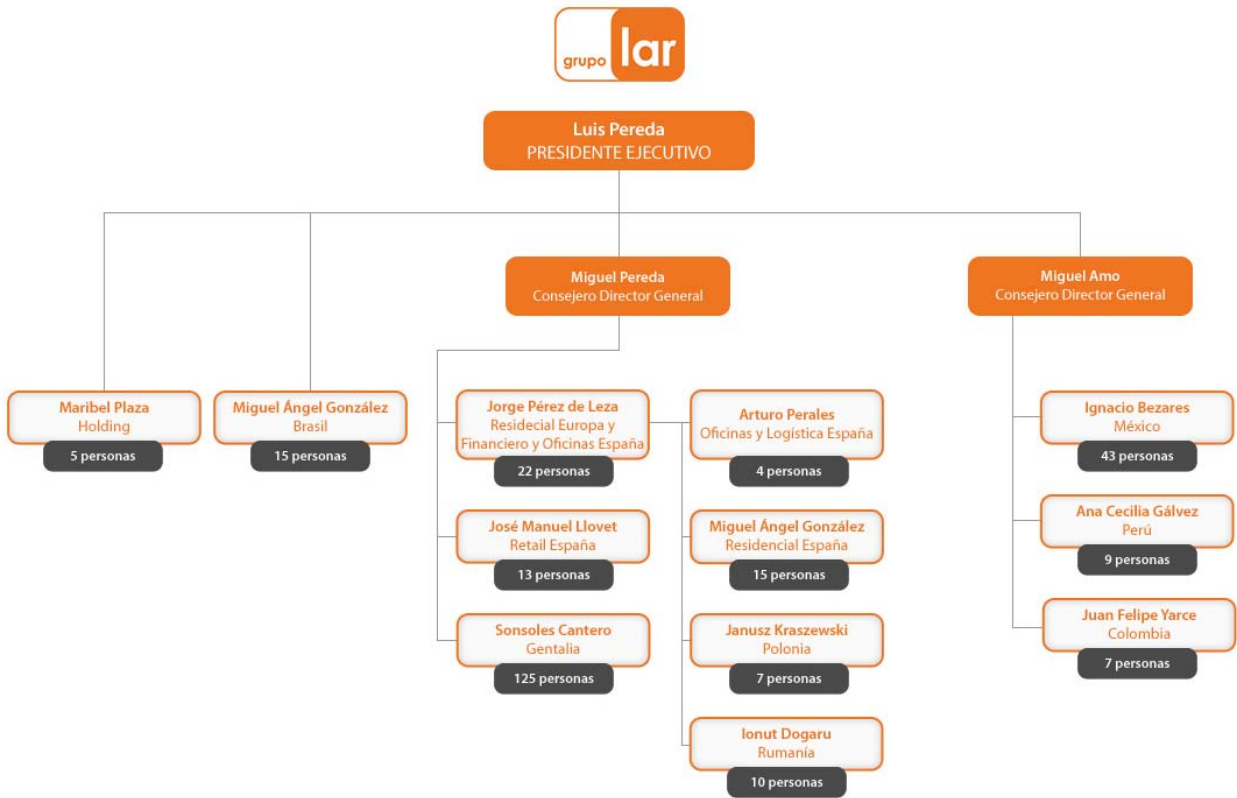 grupo lar
Luis Pereda
PRESIDENTE EJECUTIVO
Miguel Pereda
Consejero Director General
Miguel Amo
Consejero Director General
Maribel Plaza
Holding
5 personas
Miguel Ángel González
Brasil
15 personas
Jorge Pérez de Leza
Residecial Europa y
Financiero y Oficinas España
22 personas
José Manuel Llovet
Retail España
13 personas
Sonsoles Cantero
Gentalia
125 personas
Arturo Perales
Oficinas y Logística España
4 personas
Miguel Ángel González
Residencial España
15 personas
Janusz Kraszewski
Polonia
7 personas
Ionut Dogaru
Rumanía
10 personas
Ignacio Bezares
México
43 personas
Ana Cecilia Gálvez
Perú
9 personas
Juan Felipe Yarce
Colombia
7 personas